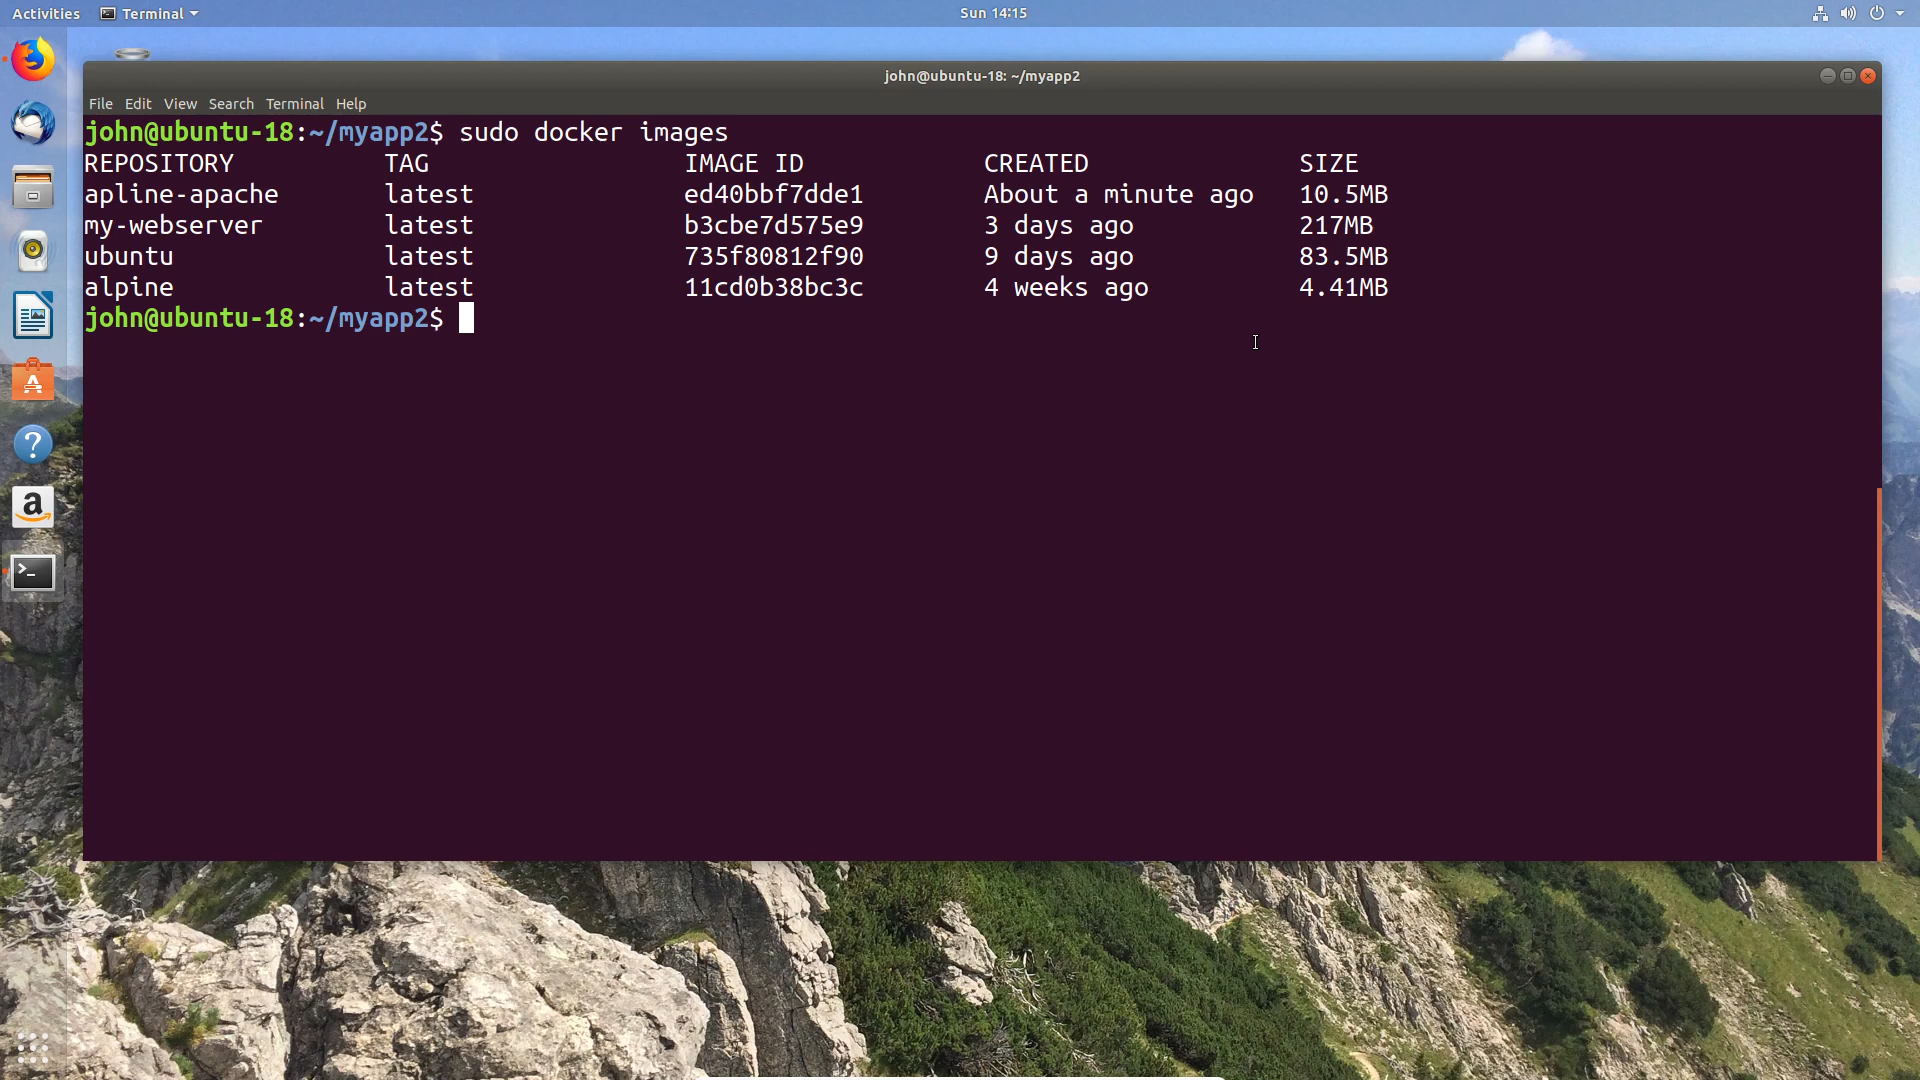 Activities Terminal Sun 14:15
john@ubuntu-18: ~/myapp2
File Edit View Search Terminal Help
john@ubuntu-18:~/myapp2$ sudo docker images
REPOSITORY TAG IMAGE ID CREATED SIZE
apline-apache latest ed40bbf7dde1 About a minute ago 10.5MB
my-webserver latest b3cbe7d575e9 3 days ago 217MB
ubuntu latest 735f80812f90 9 days ago 83.5MB
alpine latest 11cd0b38bc3c 4 weeks ago 4.41MB
john@ubuntu-18:~/myapp2$